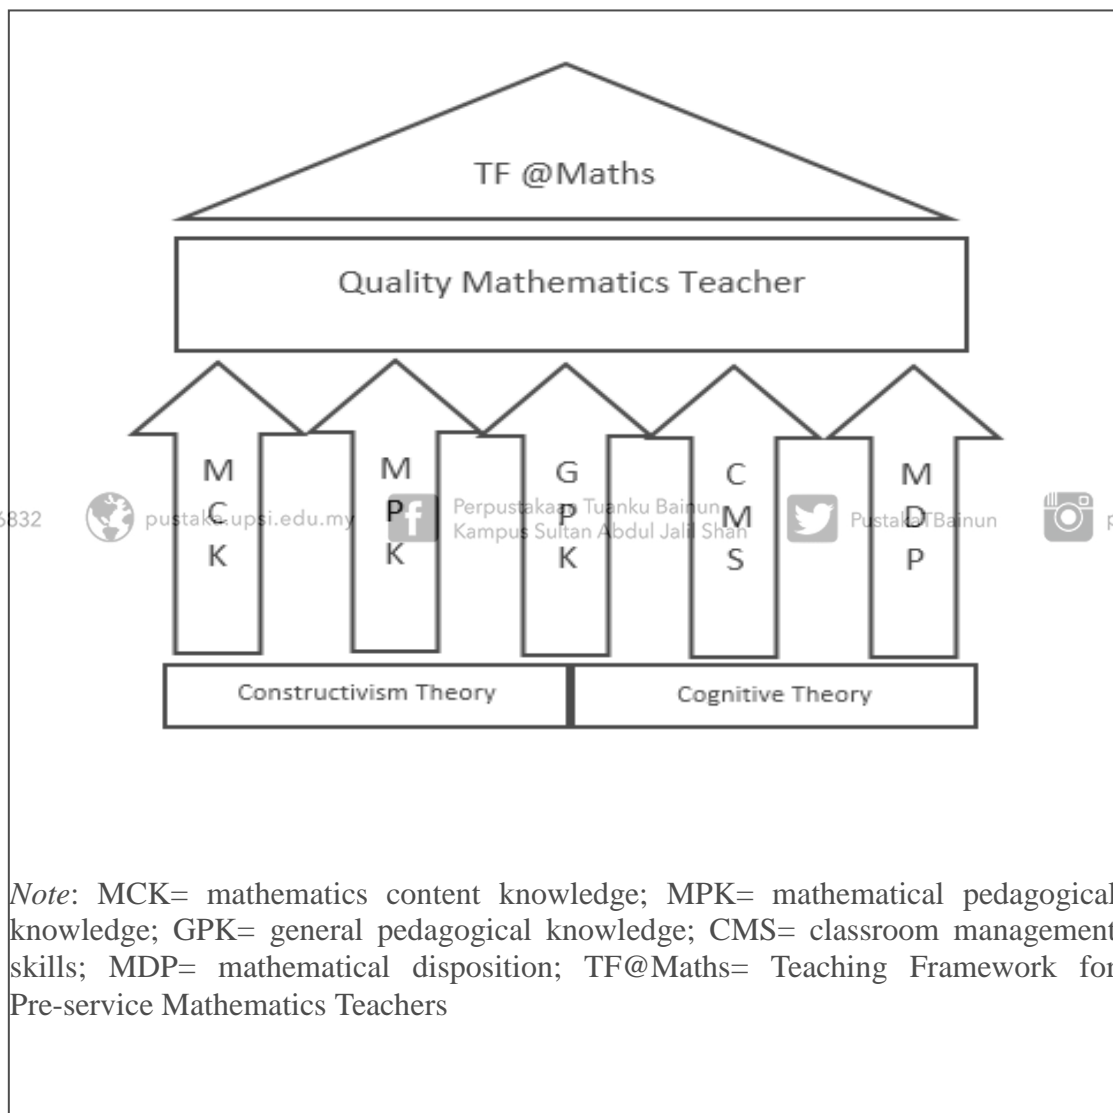 TF @Maths
Quality Mathematics Teacher
M
C
K
M
P
K
G
P
K
C
M
S
M
D
P
6832
pustaka.upsi.edu.my
f
Perpustakaan Tuanku Bainun
Kampus Sultan Abdul Jalil Shah
PustakaTBainun
p
Constructivism Theory
Cognitive Theory
Note: MCK= mathematics content knowledge; MPK= mathematical pedagogical
knowledge; GPK= general pedagogical knowledge; CMS= classroom management
skills; MDP= mathematical disposition; TF@Maths= Teaching Framework for
Pre-service Mathematics Teachers